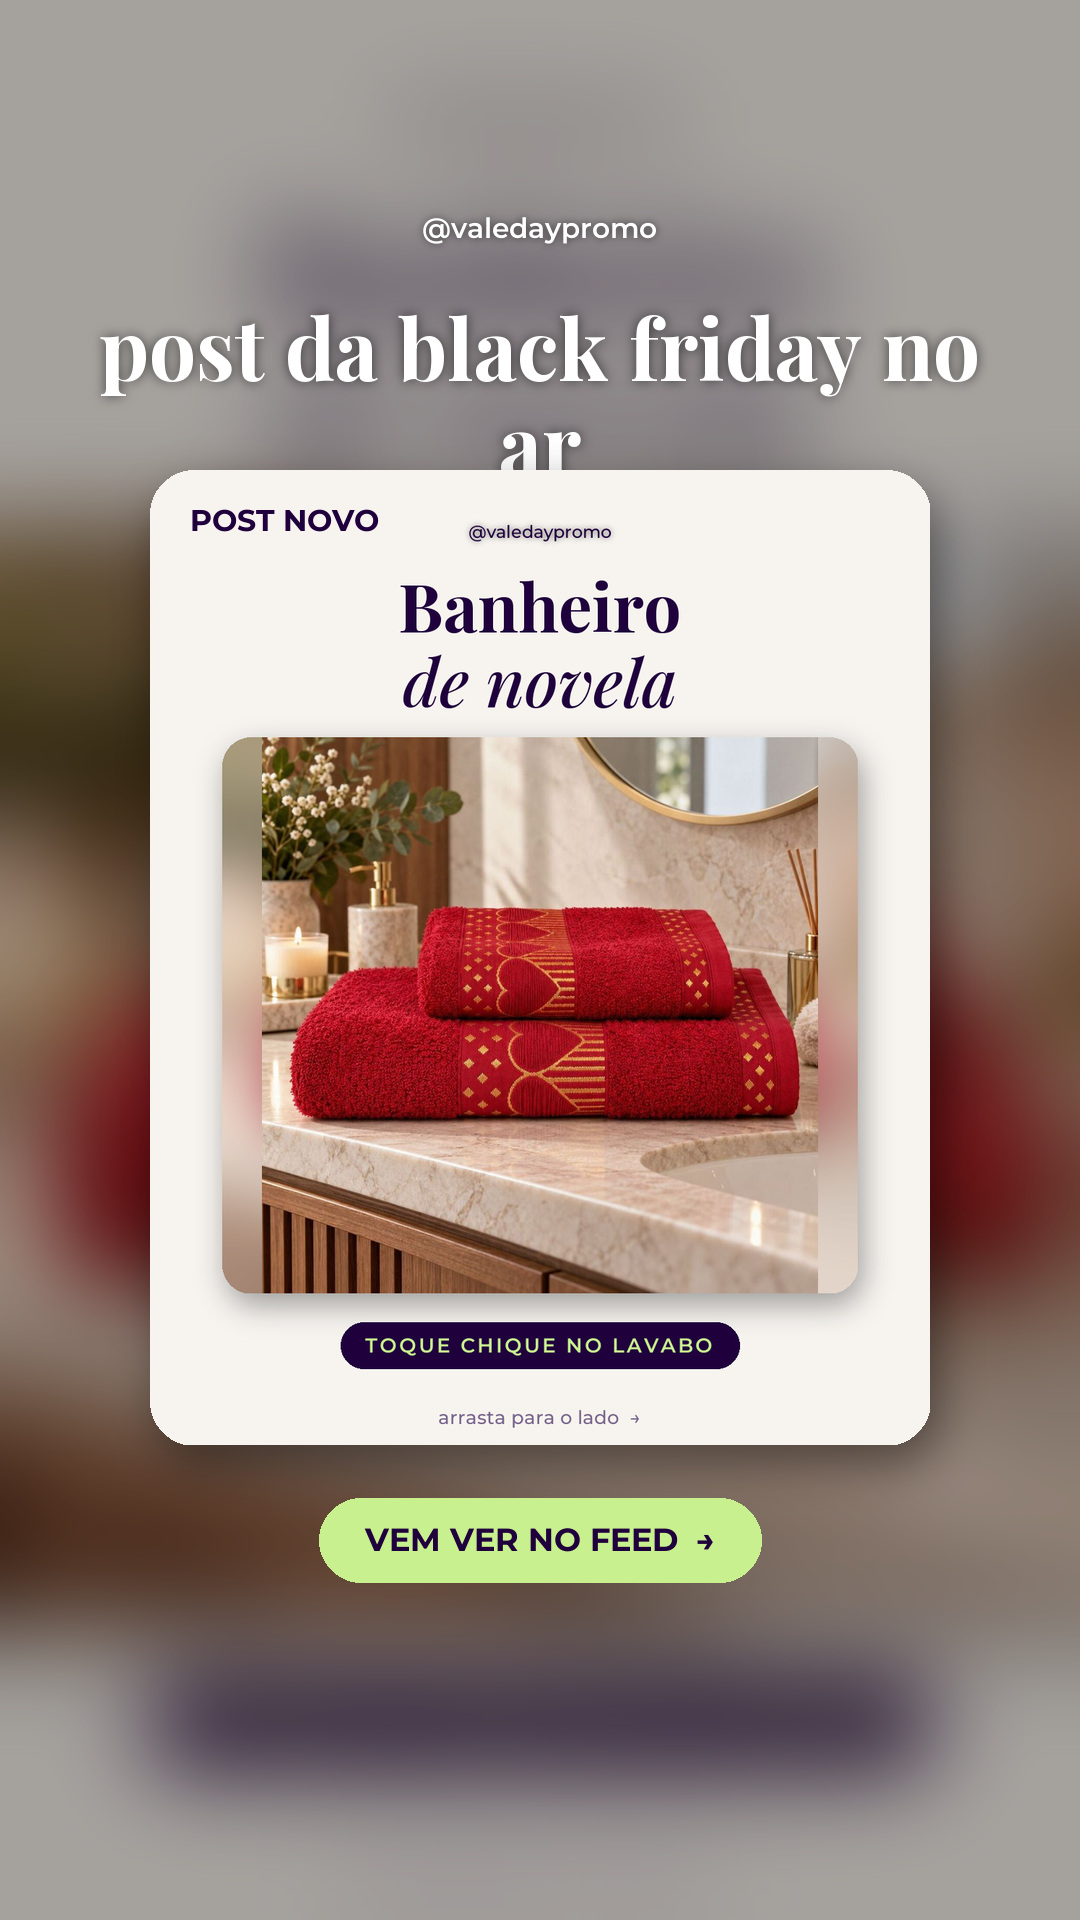 @valedaypromo
post da black friday no
ar
POST NOVO
@valedaypromo
Banheiro
de novela
TOQUE CHIQUE NO LAVABO
arrasta para o lado →
VEM VER NO FEED →